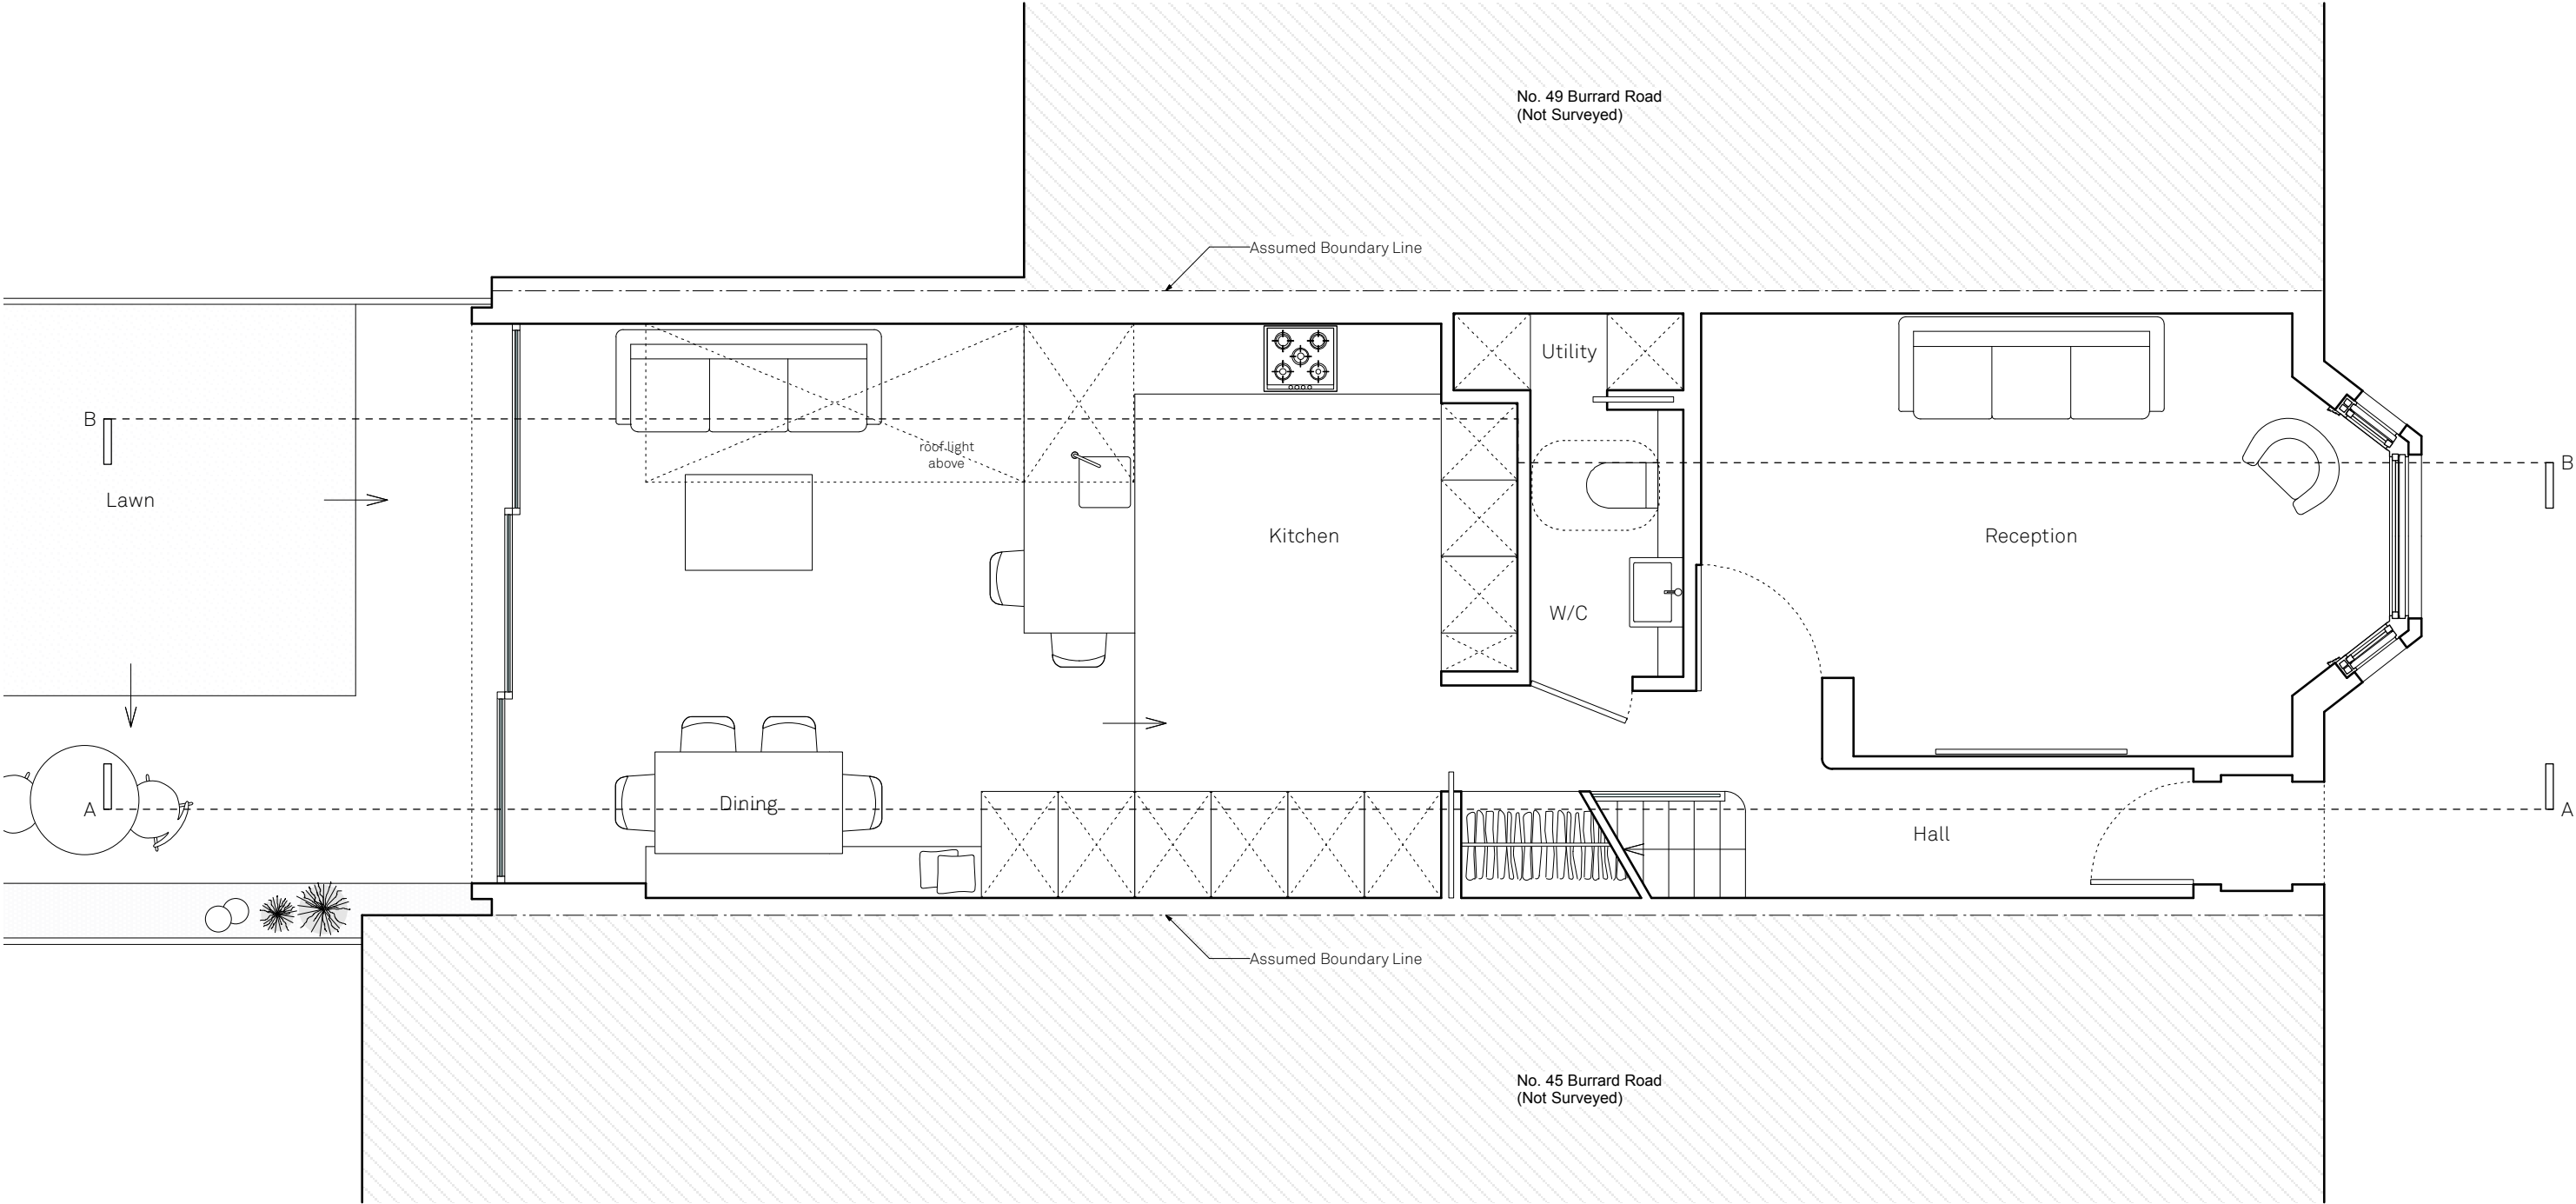 No. 49 Burrard Road
(Not Surveyed)
Assumed Boundary Line
Utility
B
roof light
above
B
Lawn
Kitchen
Reception
W/C
Dining
A
A
Hall
Assumed Boundary Line
No. 45 Burrard Road
(Not Surveyed)